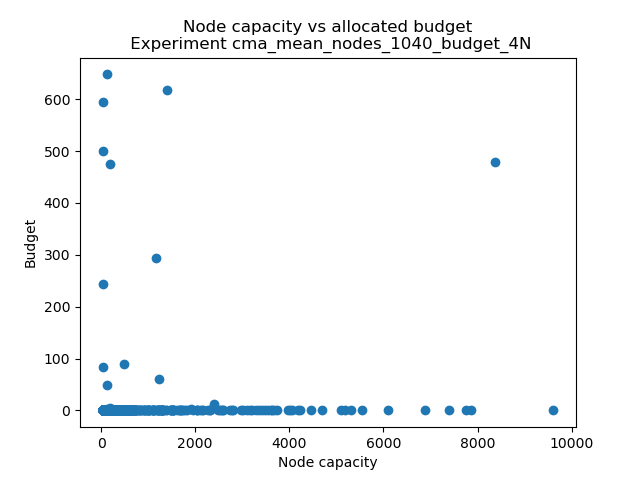 Node capacity vs allocated budget
Experiment cma_mean_nodes_1040_budget_4N
600
500
400
300
200
100
0
Budget
0 2000 4000 6000 8000 10000
Node capacity